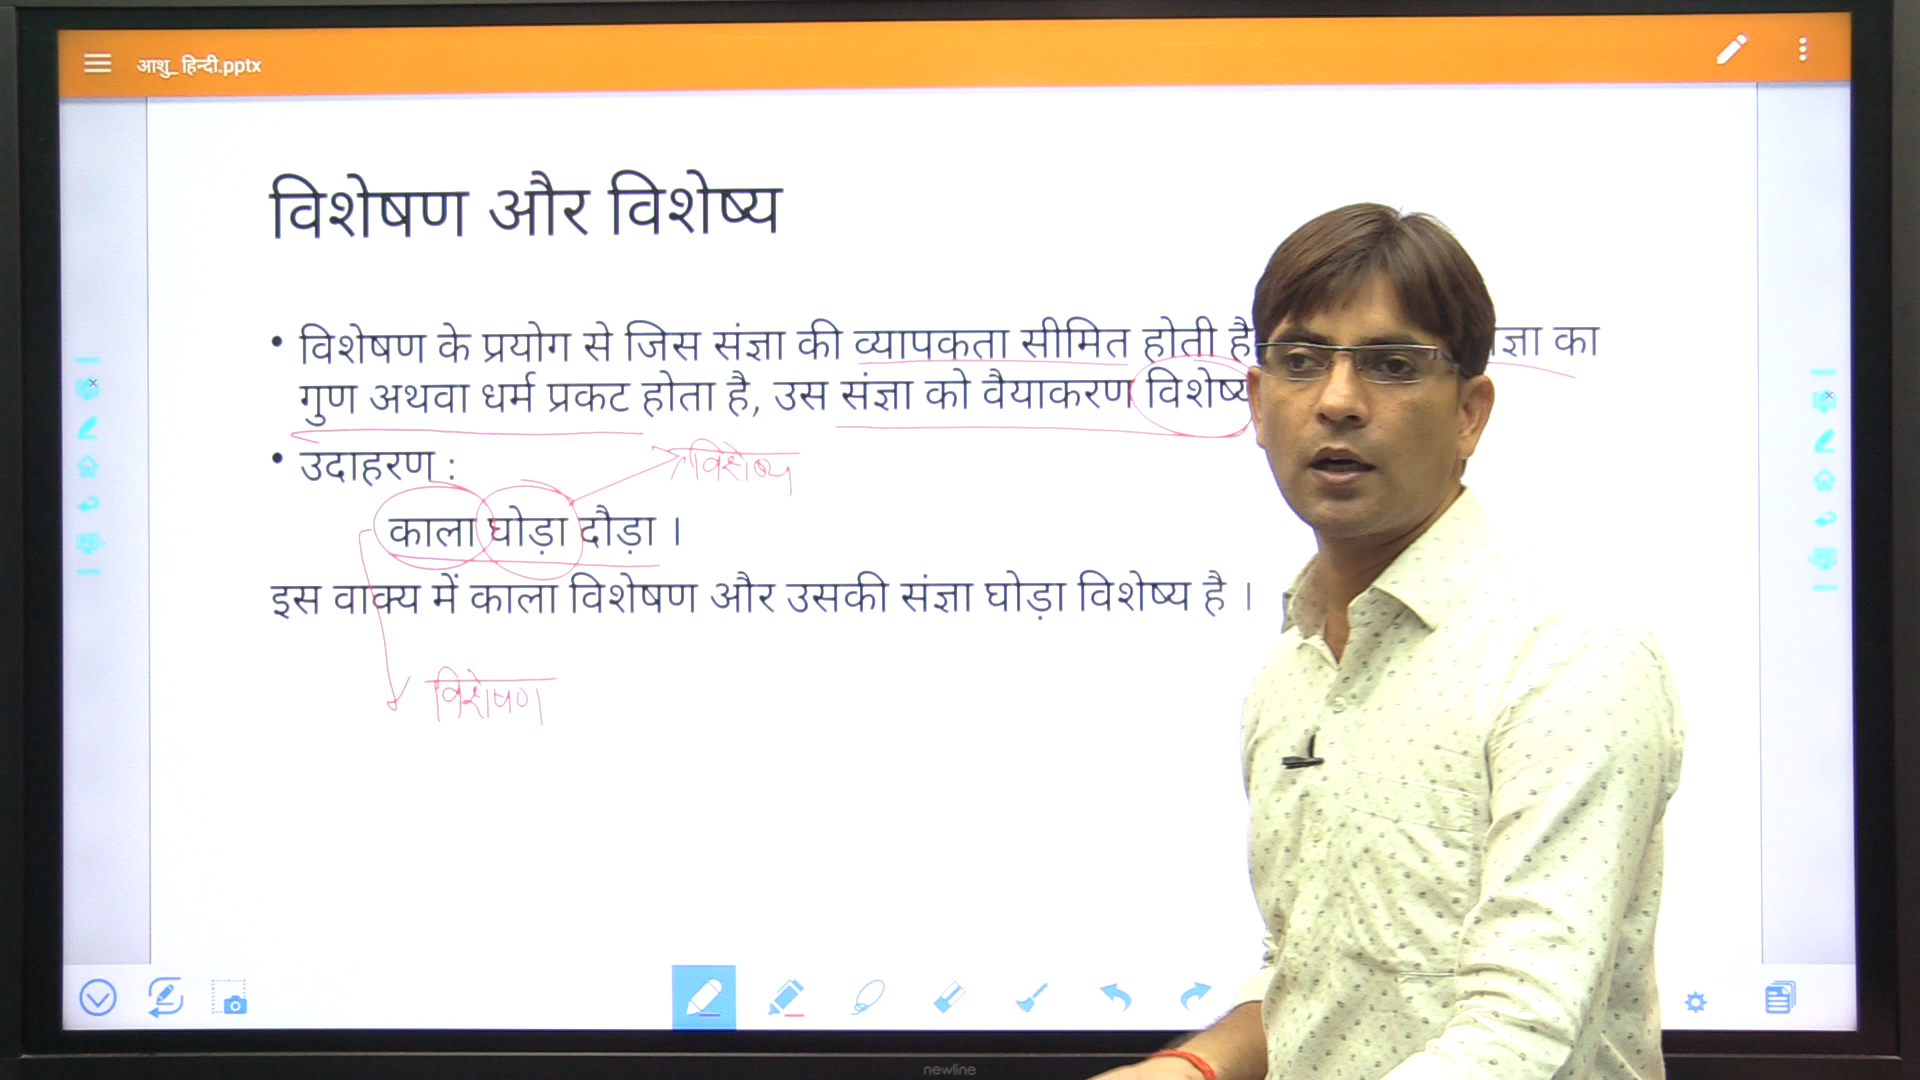 आशु_ हिन्दी.pptx
विशेषण और विशेष्य
• विशेषण के प्रयोग से जिस संज्ञा की व्यापकता सीमित होती है का
गुण अथवा धर्म प्रकट होता है, उस संज्ञा को वैयाकरण विशेष्य
• उदाहरण :
विशेष्य
काला घोड़ा दौड़ा ।
इस वाक्य में काला विशेषण और उसकी संज्ञा घोड़ा विशेष्य है ।
विशेषण
newline